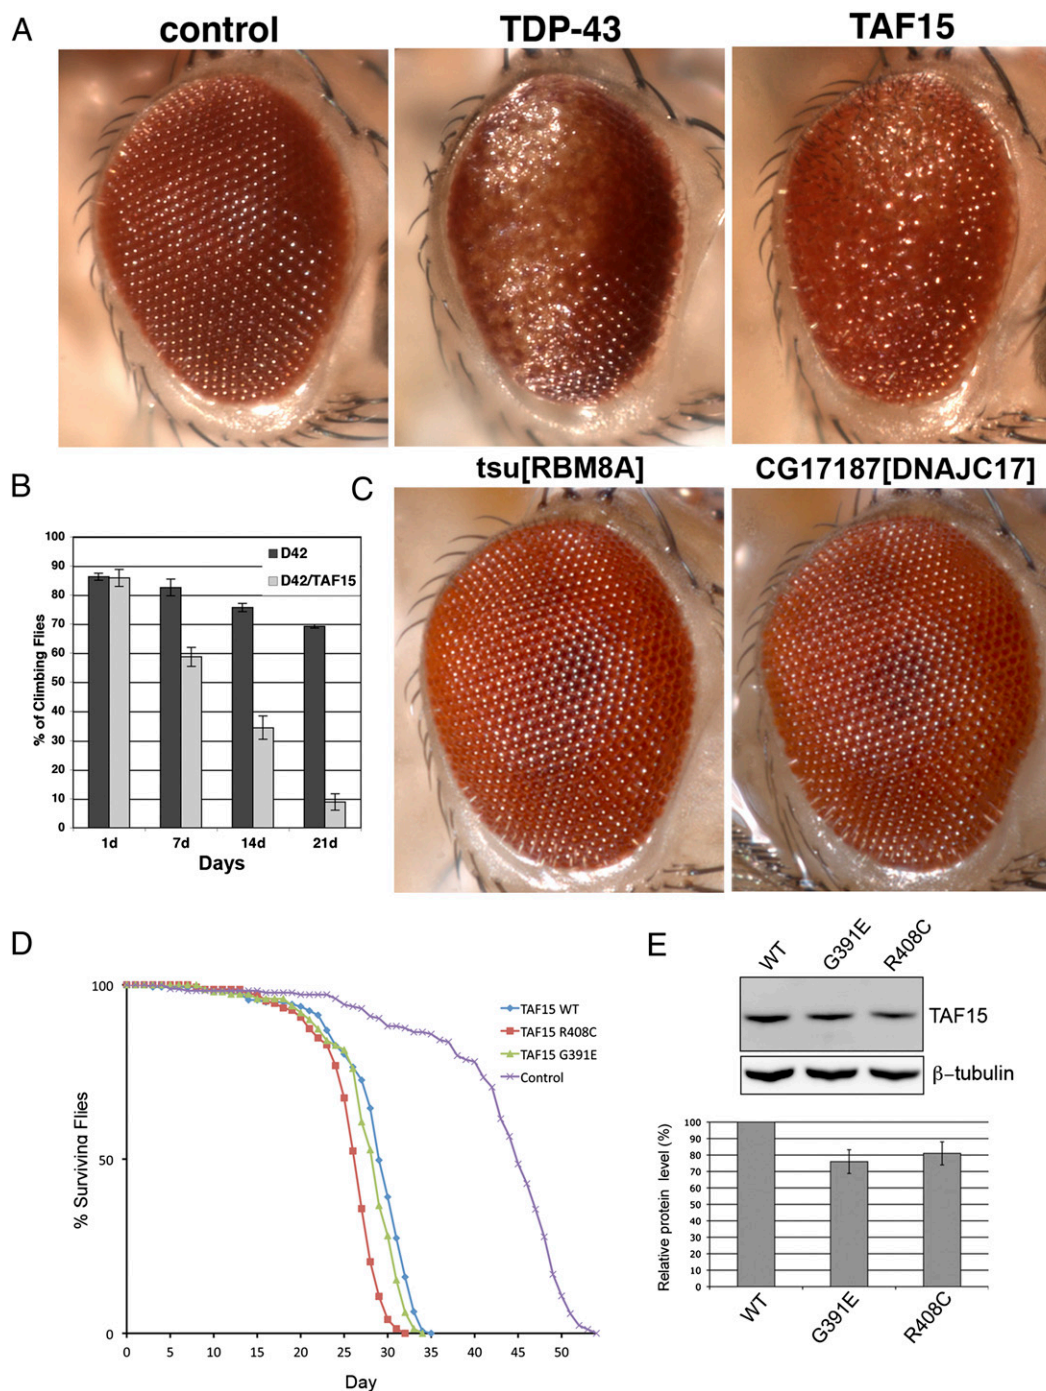 A
control
TDP-43
TAF15
B
100
90
80
70
60
50
40
30
20
10
0
% of Climbing Flies
D42
D42/TAF15
1d 7d 14d 21d
Days
C
tsu[RBM8A]
CG17187[DNAJC17]
D
100
50
0
% Surviving Flies
TAF15 WT
TAF15 R408C
TAF15 G391E
Control
0 5 10 15 20 25 30 35 40 45 50
Day
E
WT G391E R408C
TAF15
β-tubulin
Relative protein level (%)
100
90
80
70
60
50
40
30
20
10
0
WT G391E R408C